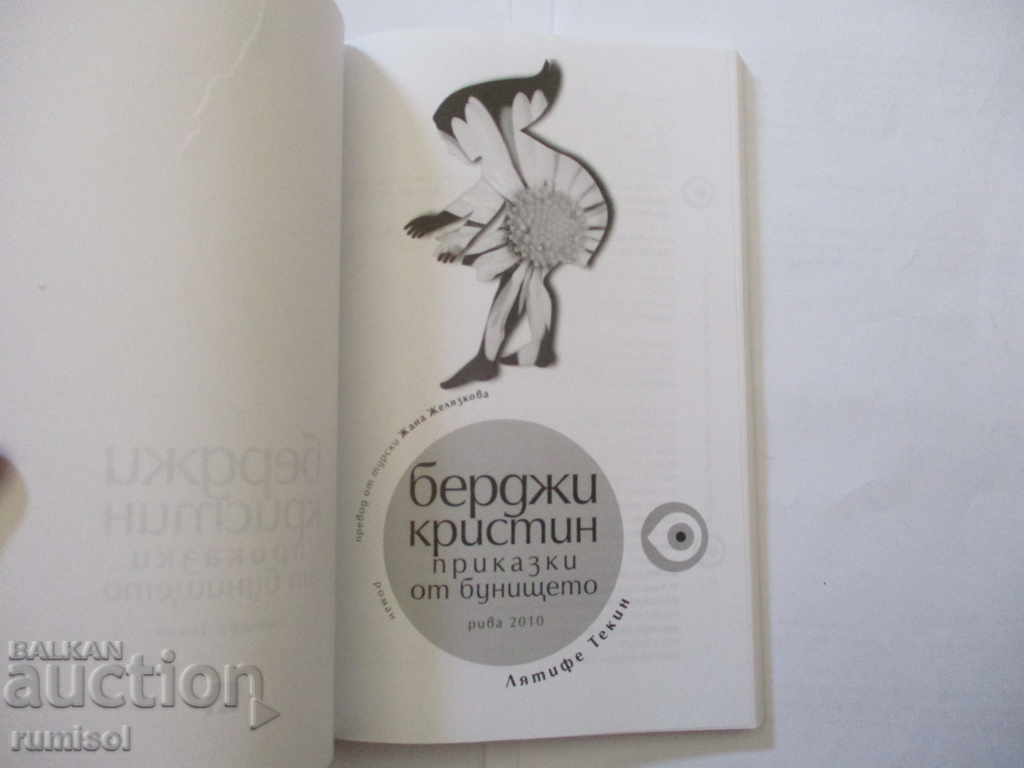 превод от турски Жана Желязкова
роман
берджи
кристин
приказки
от бунището
рива 2010
Лятифе Текин
BALKAN
auction
rumisol